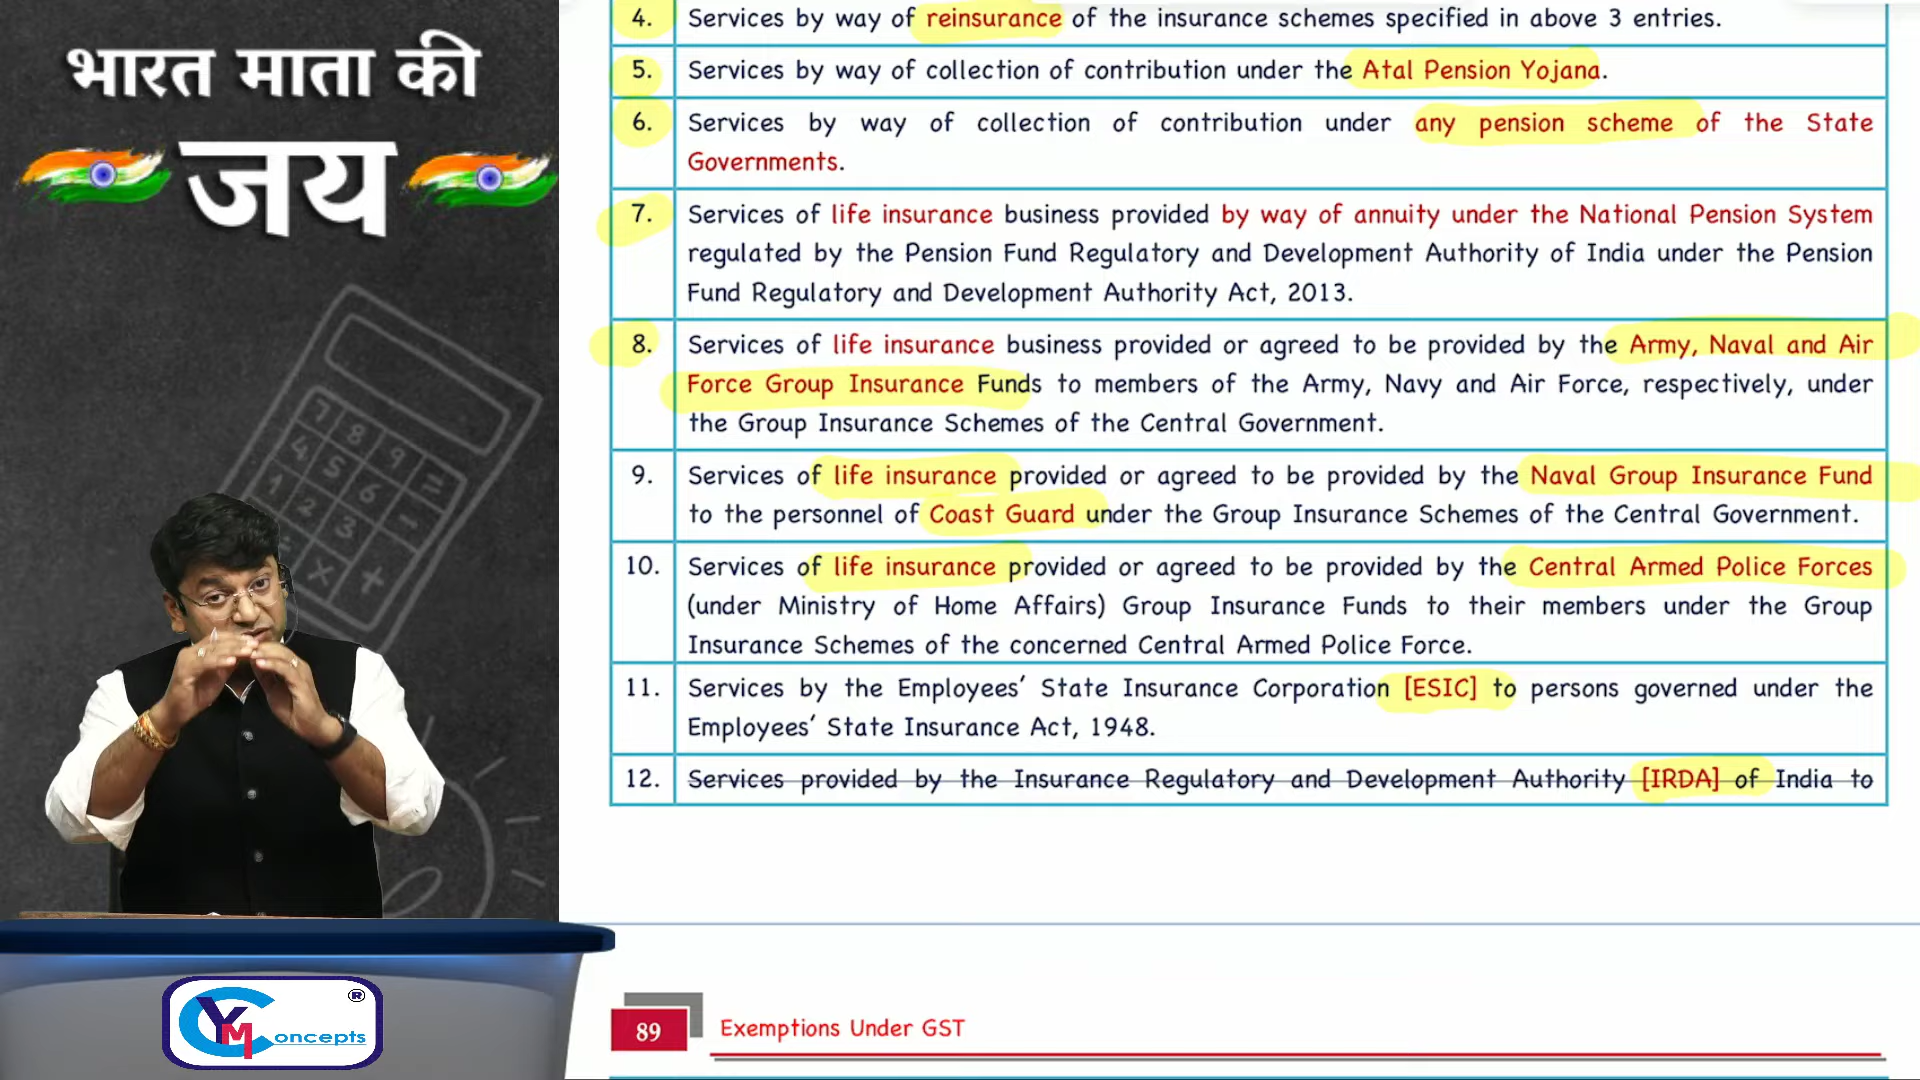 भारत माता की
जय
4. Services by way of reinsurance of the insurance schemes specified in above 3 entries.
5. Services by way of collection of contribution under the Atal Pension Yojana.
6. Services by way of collection of contribution under any pension scheme of the State
Governments.
7. Services of life insurance business provided by way of annuity under the National Pension System
regulated by the Pension Fund Regulatory and Development Authority of India under the Pension
Fund Regulatory and Development Authority Act, 2013.
8. Services of life insurance business provided or agreed to be provided by the Army, Naval and Air
Force Group Insurance Funds to members of the Army, Navy and Air Force, respectively, under
the Group Insurance Schemes of the Central Government.
9. Services of life insurance provided or agreed to be provided by the Naval Group Insurance Fund
to the personnel of Coast Guard under the Group Insurance Schemes of the Central Government.
10. Services of life insurance provided or agreed to be provided by the Central Armed Police Forces
(under Ministry of Home Affairs) Group Insurance Funds to their members under the Group
Insurance Schemes of the concerned Central Armed Police Force.
11. Services by the Employees' State Insurance Corporation [ESIC] to persons governed under the
Employees' State Insurance Act, 1948.
12. Services provided by the Insurance Regulatory and Development Authority [IRDA] of India to
89 Exemptions Under GST
7 8 9 =
4 5 6 -
1 2 3
× +
YM Concepts ®